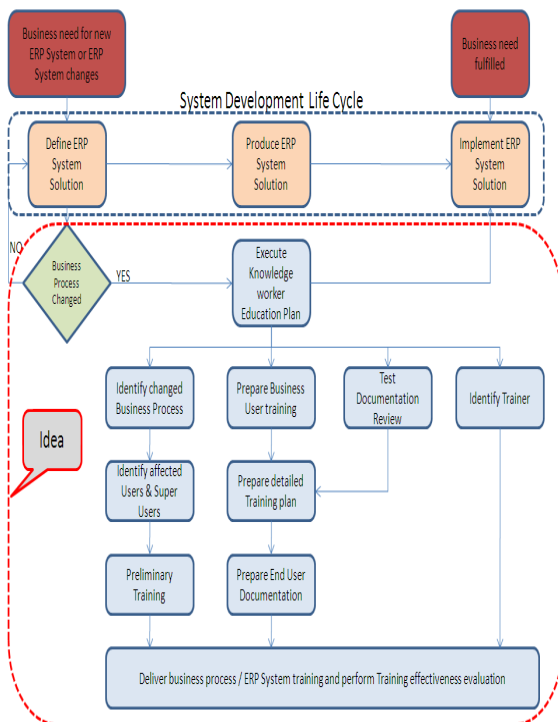 Business need for new
ERP System or ERP
System changes
Business need
fulfilled
System Development Life Cycle
Define ERP
System
Solution
Produce ERP
System
Solution
Implement ERP
System
Solution
NO
Business
Process
Changed
YES
Execute
Knowledge
worker
Education Plan
Identify changed
Business Process
Prepare Business
User training
Test
Documentation
Review
Identify Trainer
Idea
Identify affected
Users & Super
Users
Prepare detailed
Training plan
Preliminary
Training
Prepare End User
Documentation
Deliver business process / ERP System training and perform Training effectiveness evaluation